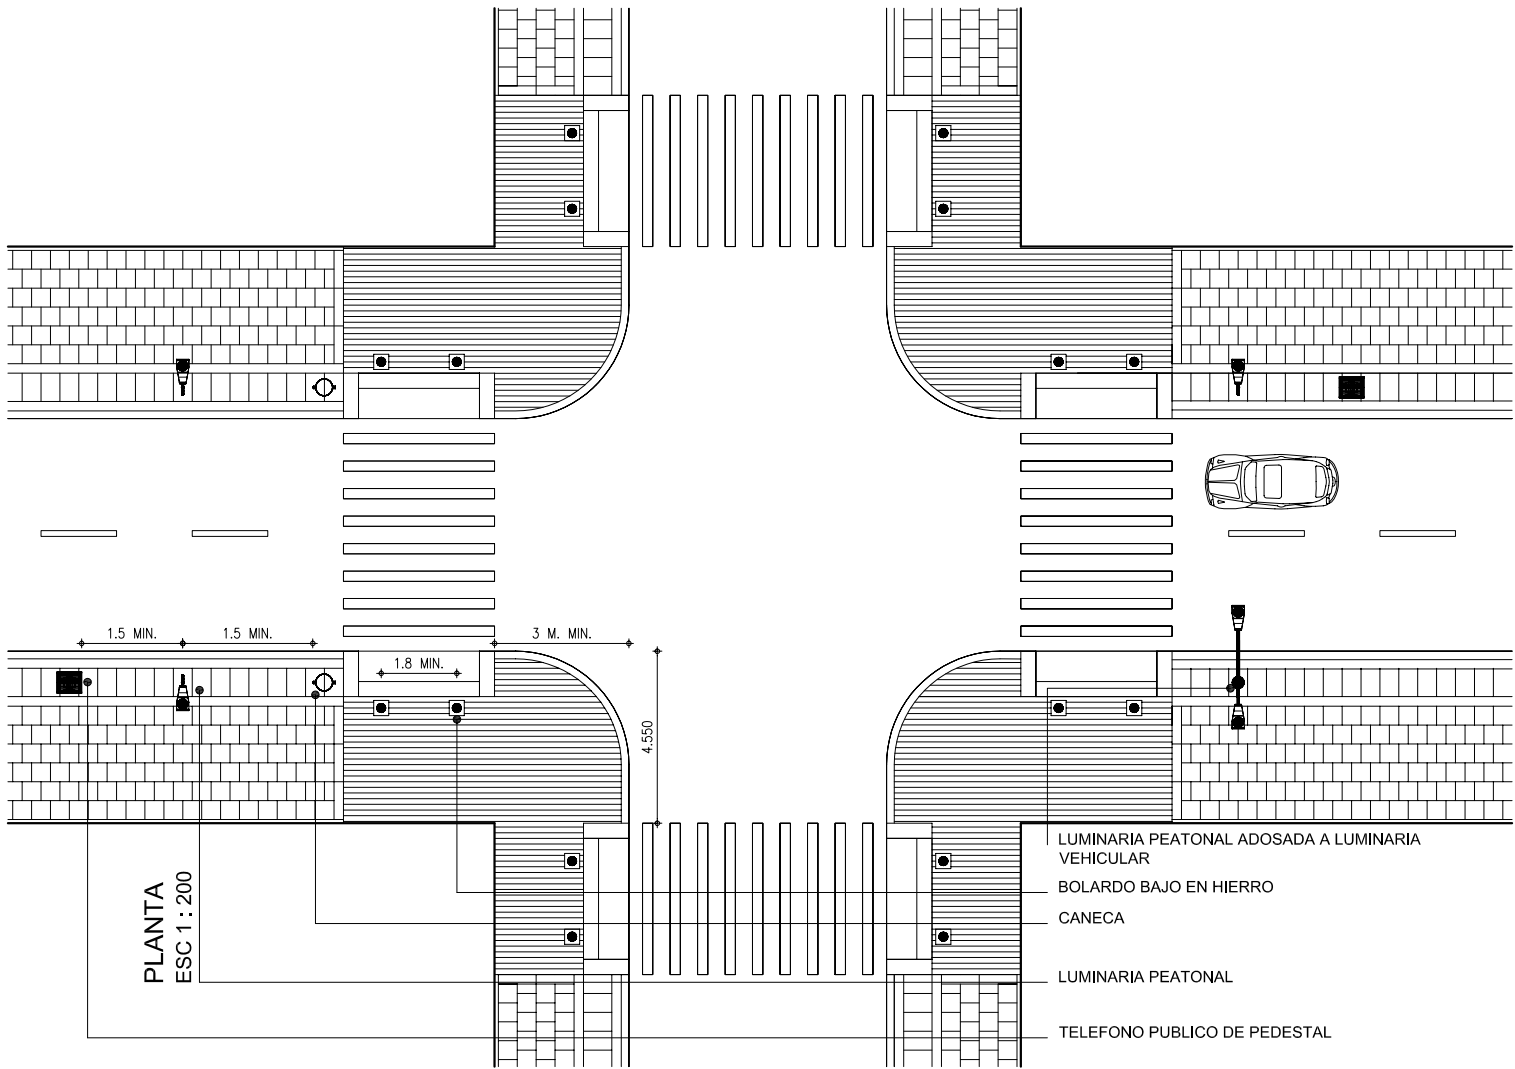 1.5 MIN.
1.5 MIN.
3 M. MIN.
1.8 MIN.
4.550
LUMINARIA PEATONAL ADOSADA A LUMINARIA
VEHICULAR
BOLARDO BAJO EN HIERRO
CANECA
LUMINARIA PEATONAL
TELEFONO PUBLICO DE PEDESTAL
PLANTA
ESC 1 : 200